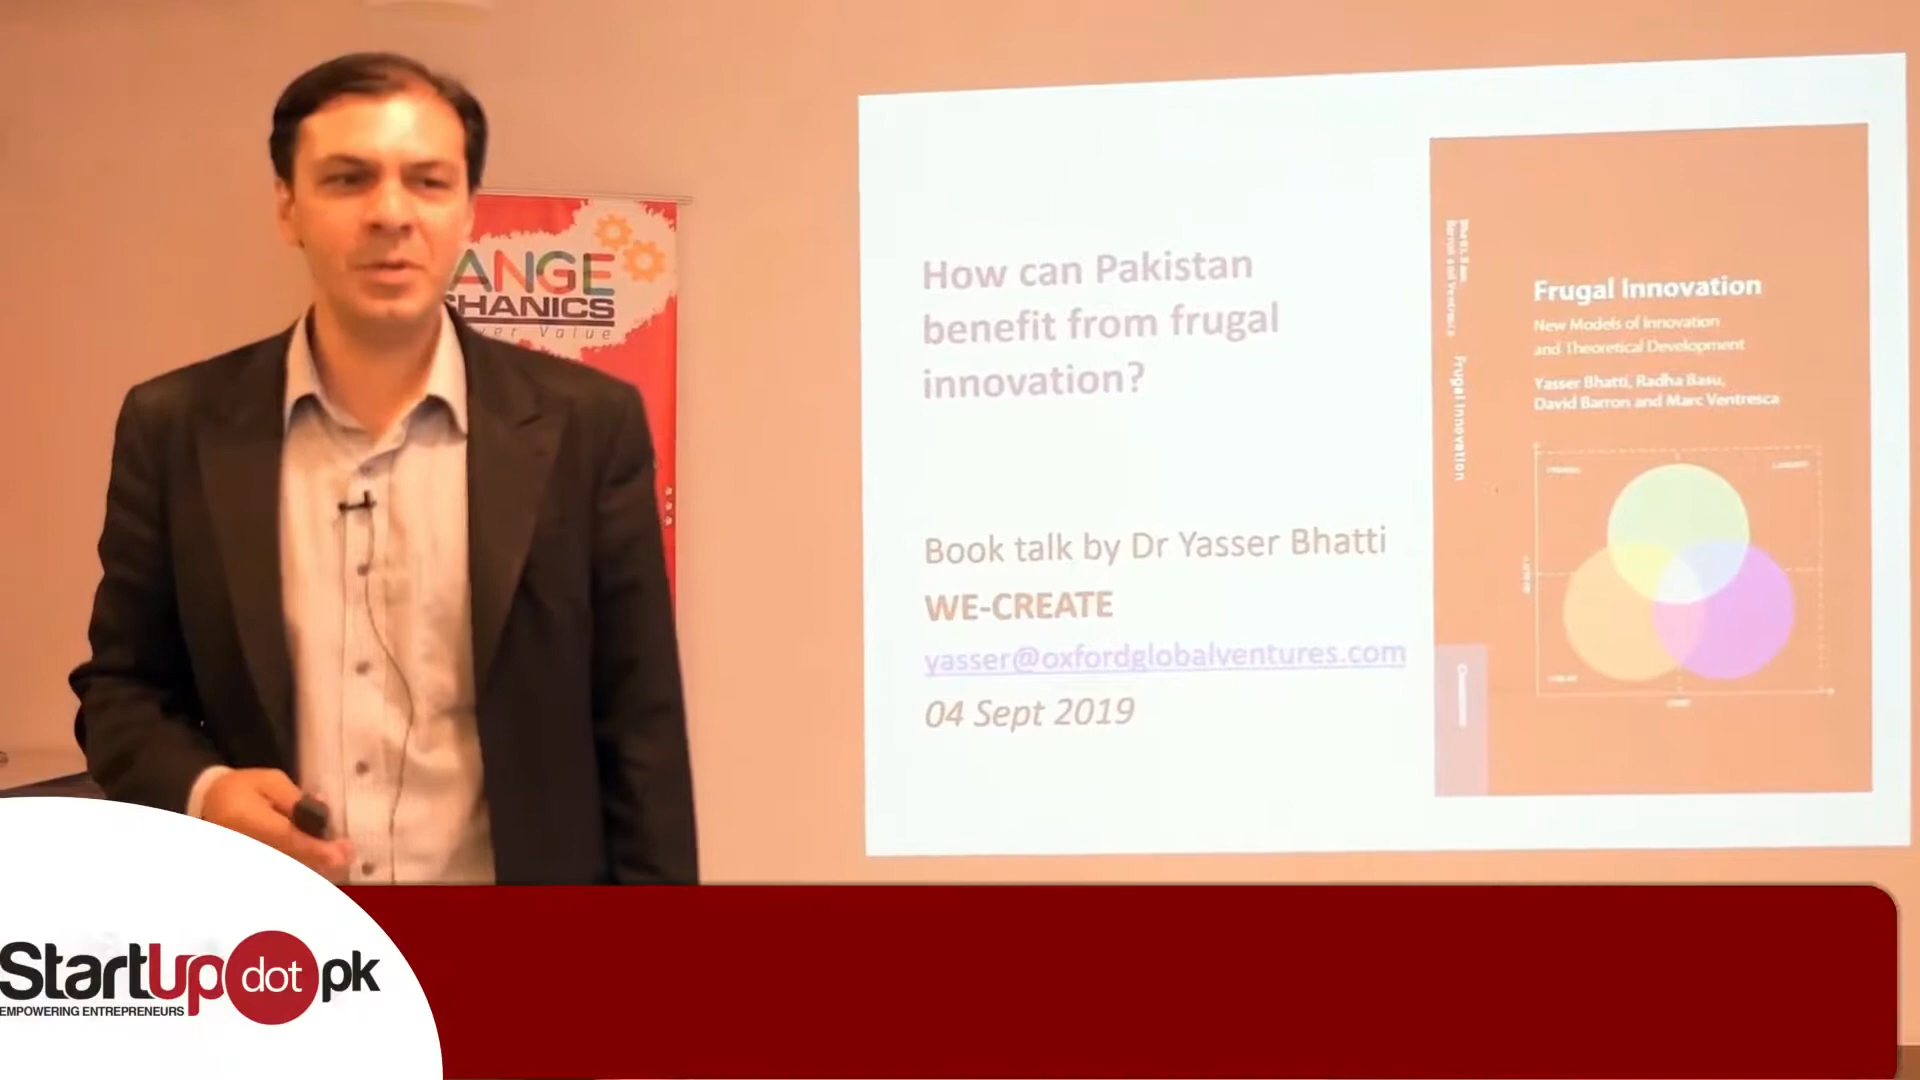 ANGE
HANICS
ver Value
How can Pakistan
benefit from frugal
innovation?
Book talk by Dr Yasser Bhatti
WE-CREATE
yasser@oxfordglobalventures.com
04 Sept 2019
Frugal Innovation
Frugal Innovation
New Models of Innovation
and Theoretical Development
Yasser Bhatti, Radha Basu,
David Barron and Marc Ventresca
StartUp dot pk
EMPOWERING ENTREPRENEURS